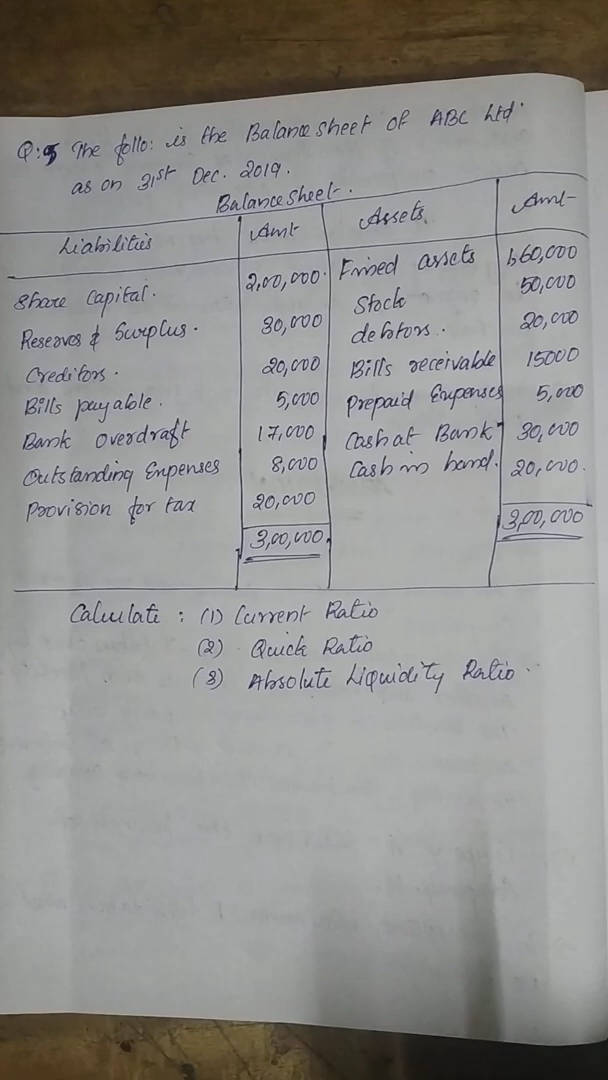 Q:5 The follo: is the Balance sheet of ABC Ltd.
as on 31st Dec. 2019.
Balance sheet.
Liabilities Amt Assets Amt
Share Capital. 2,00,000 Fixed assets 1,60,000
Reserves & Surplus. 30,000 Stock 50,000
Creditors. 20,000 debtors. 20,000
Bills payable. 5,000 Bills receivable 15000
Bank overdraft 17,000 Prepaid Expenses 5,000
Outstanding Expenses 8,000 Cash at Bank 30,000
Provision for tax 20,000 Cash in hand. 20,000.
3,00,000 3,00,000
Calculate : (1) Current Ratio
(2) Quick Ratio
(3) Absolute Liquidity Ratio.